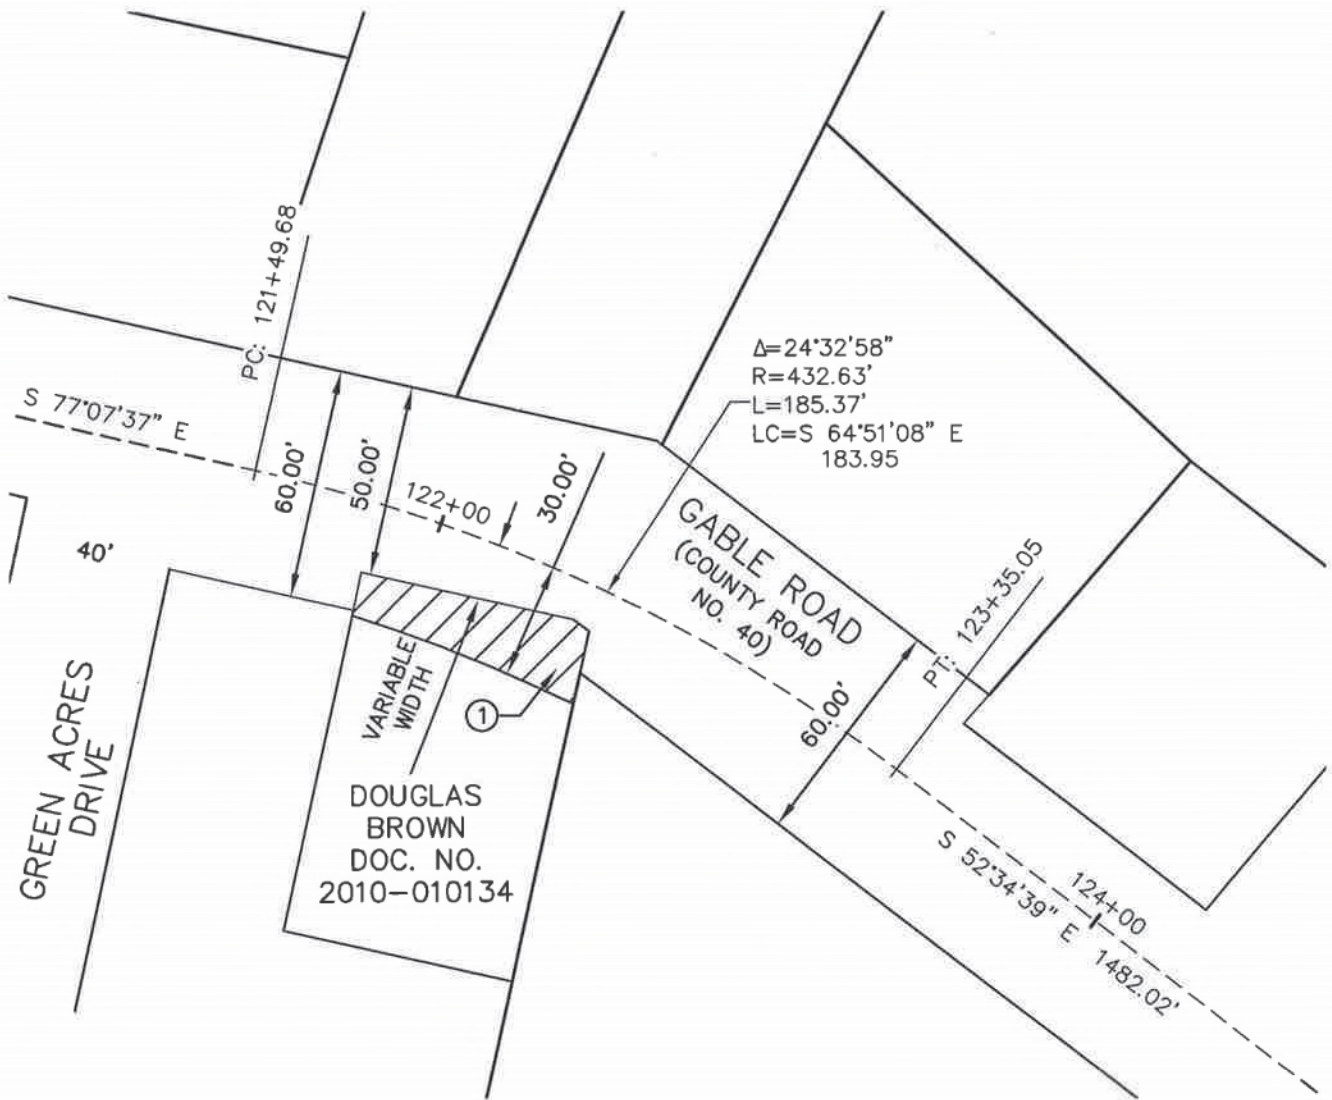 PC: 121+49.68
S 77°07'37" E
60.00'
50.00'
122+00
30.00'
Δ=24°32'58"
R=432.63'
L=185.37'
LC=S 64°51'08" E
183.95
GABLE ROAD
(COUNTY ROAD
NO. 40)
PT: 123+35.05
60.00'
40'
GREEN ACRES
DRIVE
VARIABLE
WIDTH
1
DOUGLAS
BROWN
DOC. NO.
2010-010134
S 52°34'39" E
1482.02'
124+00